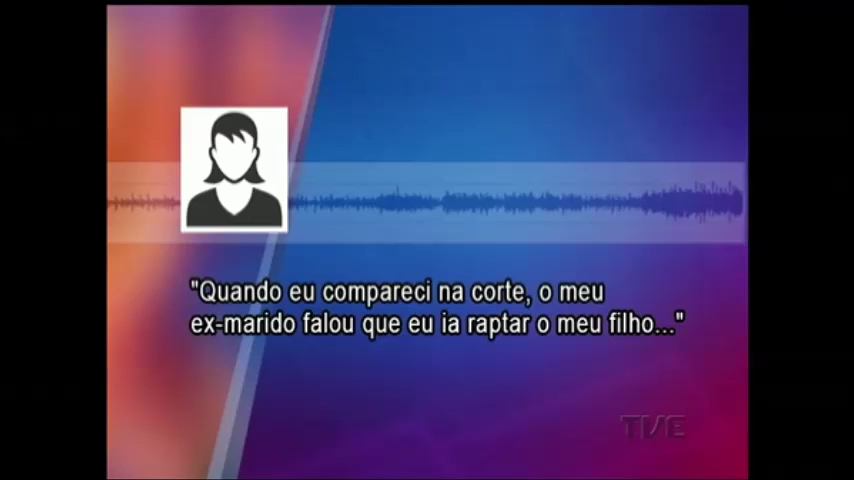 "Quando eu compareci na corte, o meu
ex-marido falou que eu ia raptar o meu filho..."
TVE